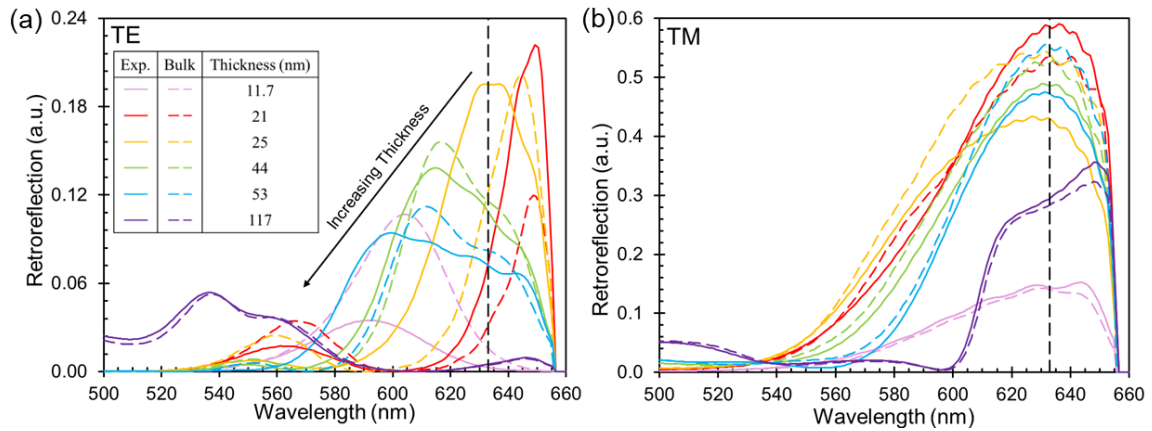 (a)
TE
Exp. Bulk Thickness (nm)
11.7
21
25
44
53
117
Increasing Thickness
Retroreflection (a.u.)
0.24
0.18
0.12
0.06
0.00
500 520 540 560 580 600 620 640 660
Wavelength (nm)
(b)
TM
Retroreflection (a.u.)
0.6
0.5
0.4
0.3
0.2
0.1
0.0
500 520 540 560 580 600 620 640 660
Wavelength (nm)